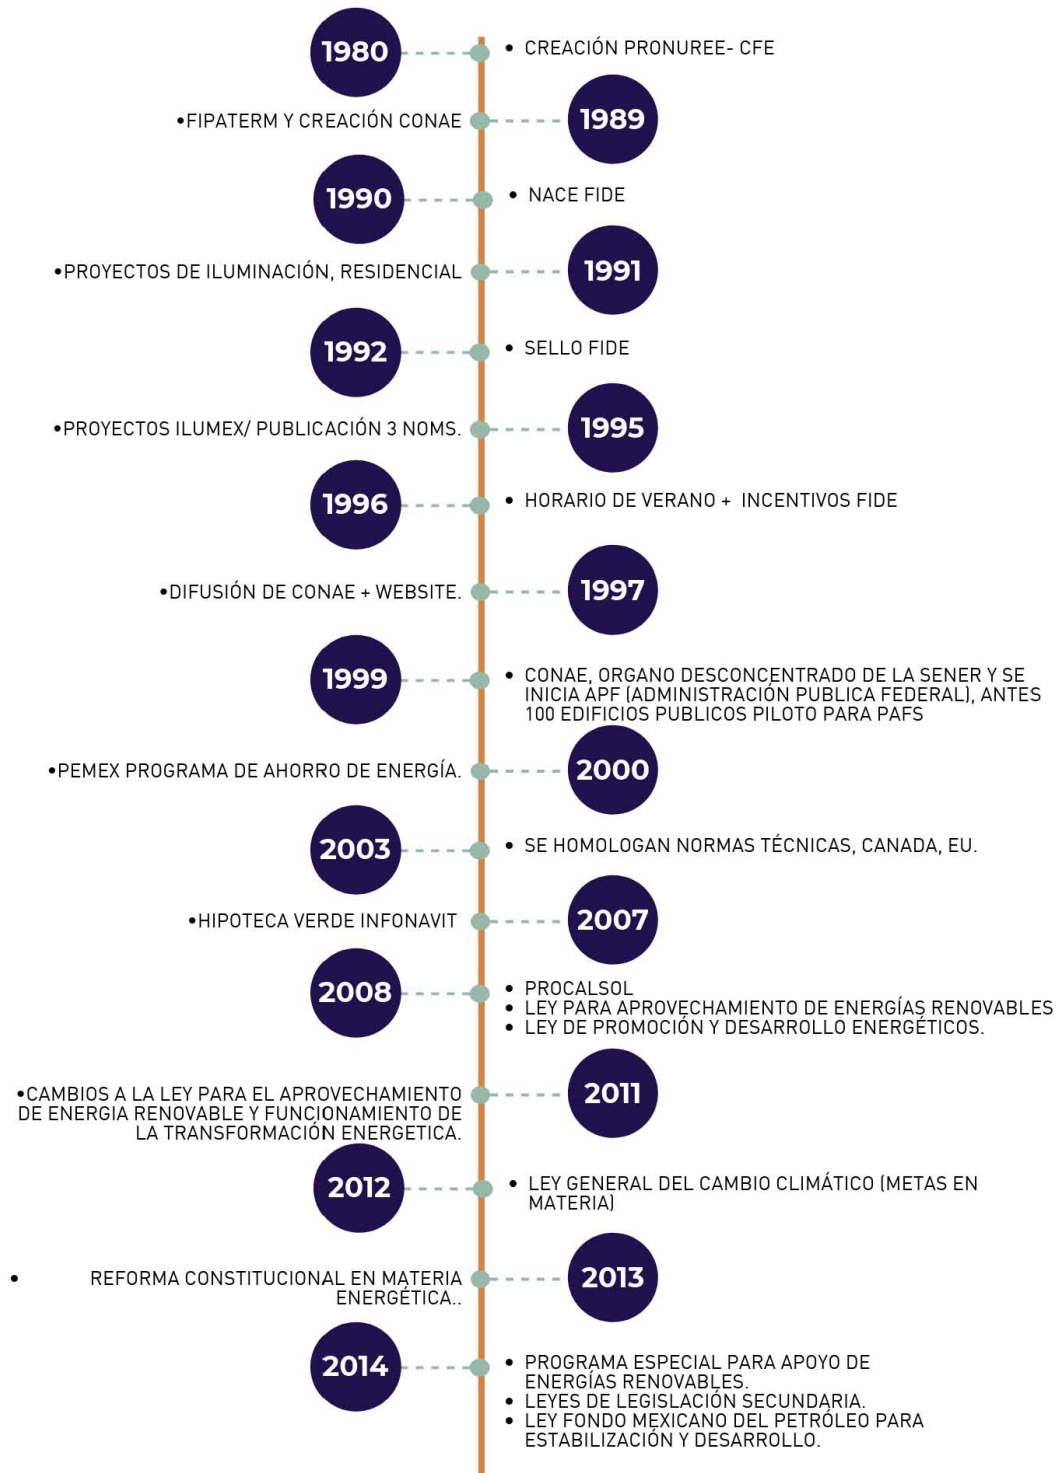 1980
• CREACIÓN PRONUREE- CFE
•FIPATERM Y CREACIÓN CONAE
1989
1990
• NACE FIDE
•PROYECTOS DE ILUMINACIÓN, RESIDENCIAL
1991
1992
• SELLO FIDE
•PROYECTOS ILUMEX/ PUBLICACIÓN 3 NOMS.
1995
1996
• HORARIO DE VERANO + INCENTIVOS FIDE
•DIFUSIÓN DE CONAE + WEBSITE.
1997
1999
• CONAE, ORGANO DESCONCENTRADO DE LA SENER Y SE
INICIA APF (ADMINISTRACIÓN PUBLICA FEDERAL), ANTES
100 EDIFICIOS PUBLICOS PILOTO PARA PAFS
•PEMEX PROGRAMA DE AHORRO DE ENERGÍA.
2000
2003
• SE HOMOLOGAN NORMAS TÉCNICAS, CANADA, EU.
•HIPOTECA VERDE INFONAVIT
2007
2008
• PROCALSOL
• LEY PARA APROVECHAMIENTO DE ENERGÍAS RENOVABLES
• LEY DE PROMOCIÓN Y DESARROLLO ENERGÉTICOS.
•CAMBIOS A LA LEY PARA EL APROVECHAMIENTO
DE ENERGIA RENOVABLE Y FUNCIONAMIENTO DE
LA TRANSFORMACIÓN ENERGETICA.
2011
2012
• LEY GENERAL DEL CAMBIO CLIMÁTICO (METAS EN
MATERIA)
• REFORMA CONSTITUCIONAL EN MATERIA
ENERGÉTICA..
2013
2014
• PROGRAMA ESPECIAL PARA APOYO DE
ENERGÍAS RENOVABLES.
• LEYES DE LEGISLACIÓN SECUNDARIA.
• LEY FONDO MEXICANO DEL PETRÓLEO PARA
ESTABILIZACIÓN Y DESARROLLO.